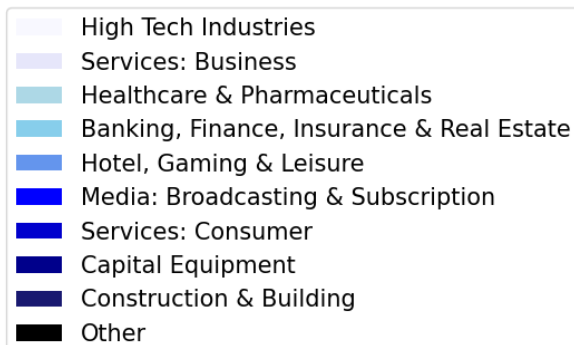 High Tech Industries
Services: Business
Healthcare & Pharmaceuticals
Banking, Finance, Insurance & Real Estate
Hotel, Gaming & Leisure
Media: Broadcasting & Subscription
Services: Consumer
Capital Equipment
Construction & Building
Other